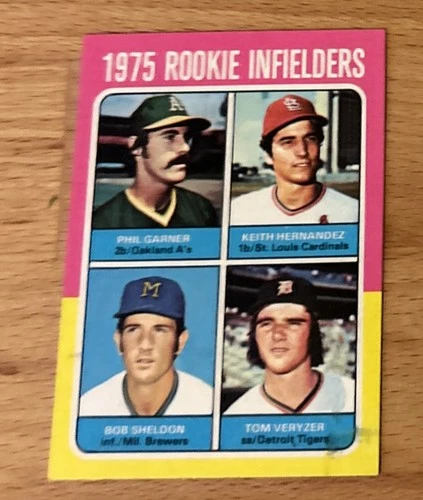 1975 ROOKIE INFIELDERS
A's
PHIL GARNER
2b/Oakland A's
KEITH HERNANDEZ
1b/St. Louis Cardinals
M
BOB SHELDON
inf./Mil. Brewers
TOM VERYZER
ss/Detroit Tigers